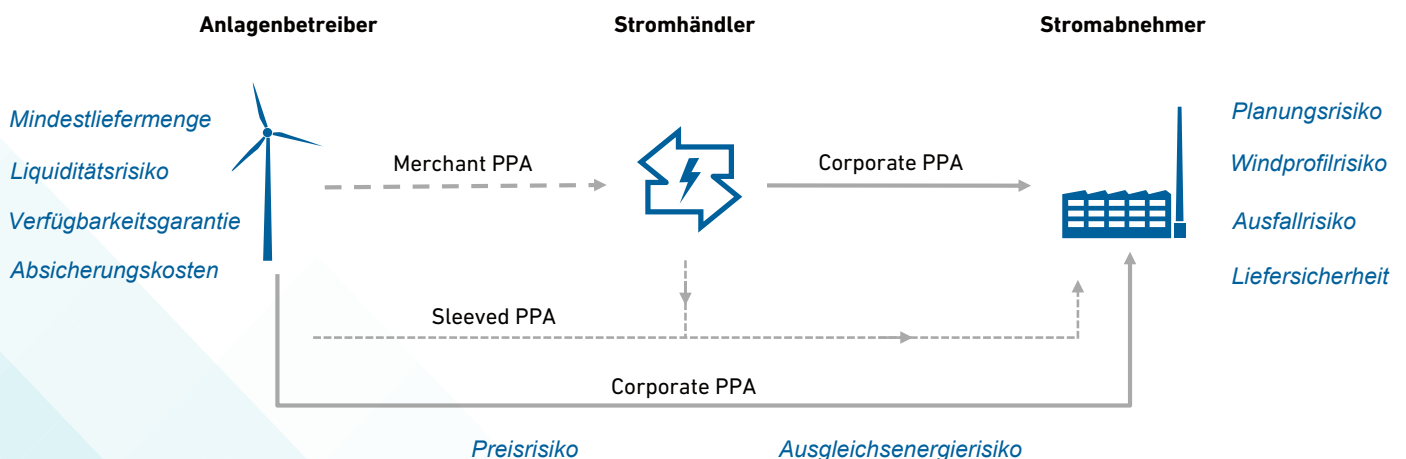 Anlagenbetreiber
Stromhändler
Stromabnehmer
Mindestliefermenge
Liquiditätsrisiko
Verfügbarkeitsgarantie
Absicherungskosten
Merchant PPA
Corporate PPA
Planungsrisiko
Windprofilrisiko
Ausfallrisiko
Liefersicherheit
Sleeved PPA
Corporate PPA
Preisrisiko
Ausgleichsenergierisiko